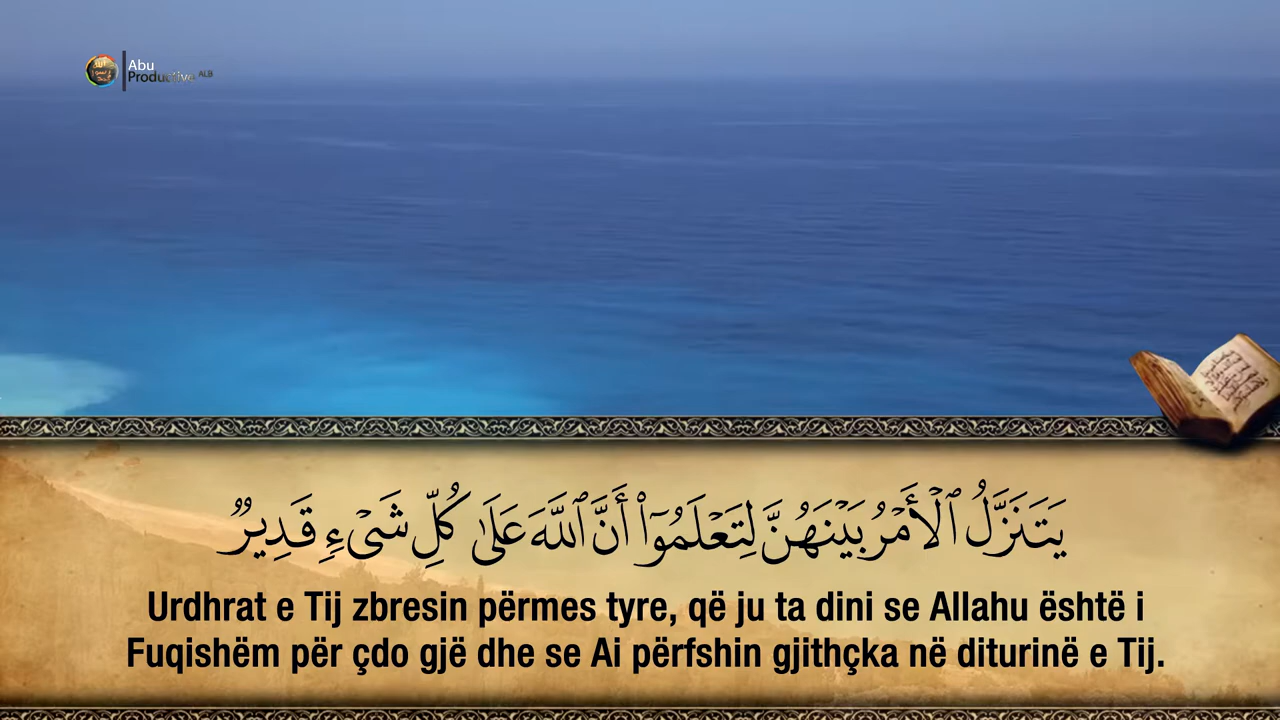 Abu
Productive ALB
يَتَنَزَّلُ ٱلْأَمْرُ بَيْنَهُنَّ لِتَعْلَمُوٓا۟ أَنَّ ٱللَّهَ عَلَىٰ كُلِّ شَىْءٍ قَدِيرٌ
Urdhrat e Tij zbresin përmes tyre, që ju ta dini se Allahu është i
Fuqishëm për çdo gjë dhe se Ai përfshin gjithçka në diturinë e Tij.